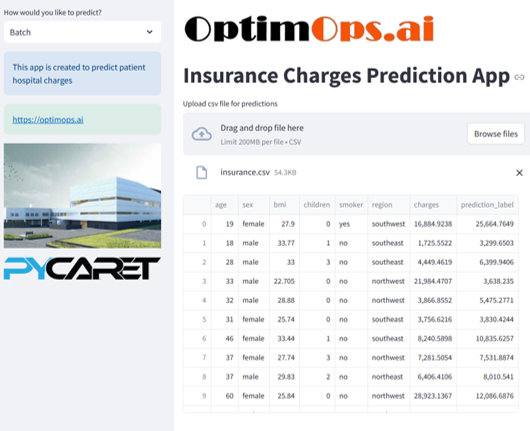 How would you like to predict?
Batch
This app is created to predict patient
hospital charges
https://optimops.ai
PYCARET
OptimOps.ai
Insurance Charges Prediction App
Upload csv file for predictions
Drag and drop file here
Limit 200MB per file • CSV
Browse files
insurance.csv 54.3KB
age sex bmi children smoker region charges prediction_label
0 19 female 27.9 0 yes southwest 16,884.9238 25,664.7649
1 18 male 33.77 1 no southeast 1,725.5522 3,299.6503
2 28 male 33 3 no southeast 4,449.4619 6,399.9406
3 33 male 22.705 0 no northwest 21,984.4707 3,638.235
4 32 male 28.88 0 no northwest 3,866.8552 5,475.2771
5 31 female 25.74 0 no southeast 3,756.6216 3,830.4244
6 46 female 33.44 1 no southeast 8,240.5898 10,835.6257
7 37 female 27.74 3 no northwest 7,281.5054 7,531.8874
8 37 male 29.83 2 no northeast 6,406.4106 8,010.541
9 60 female 25.84 0 no northwest 28,923.1367 12,086.6876